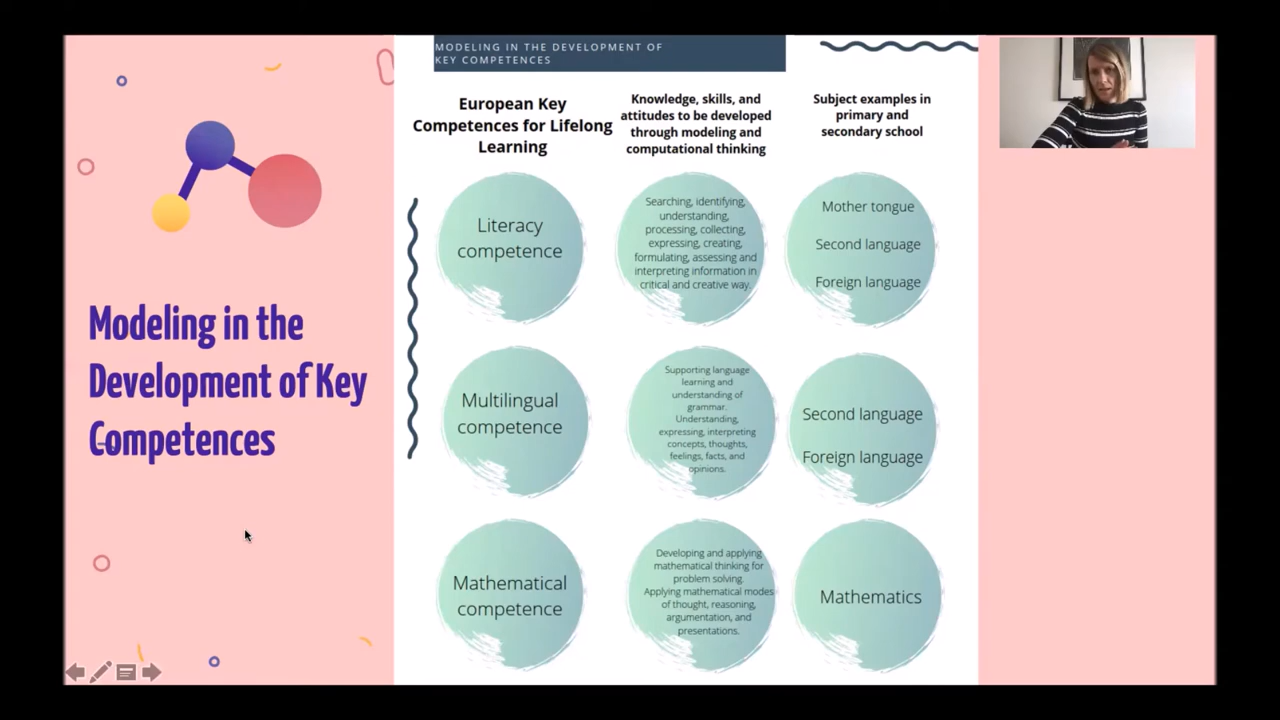 Modeling in the
Development of Key
Competences
MODELING IN THE DEVELOPMENT OF
KEY COMPETENCES
European Key
Competences for Lifelong
Learning
Knowledge, skills, and
attitudes to be developed
through modeling and
computational thinking
Subject examples in
primary and
secondary school
Literacy
competence
Searching, identifying,
understanding,
processing, collecting,
expressing, creating,
formulating, assessing and
interpreting information in
critical and creative way.
Mother tongue
Second language
Foreign language
Multilingual
competence
Supporting language
learning and
understanding of
grammar.
Understanding,
expressing, interpreting
concepts, thoughts,
feelings, facts, and
opinions.
Second language
Foreign language
Mathematical
competence
Developing and applying
mathematical thinking for
problem solving.
Applying mathematical modes
of thought, reasoning,
argumentation, and
presentations.
Mathematics